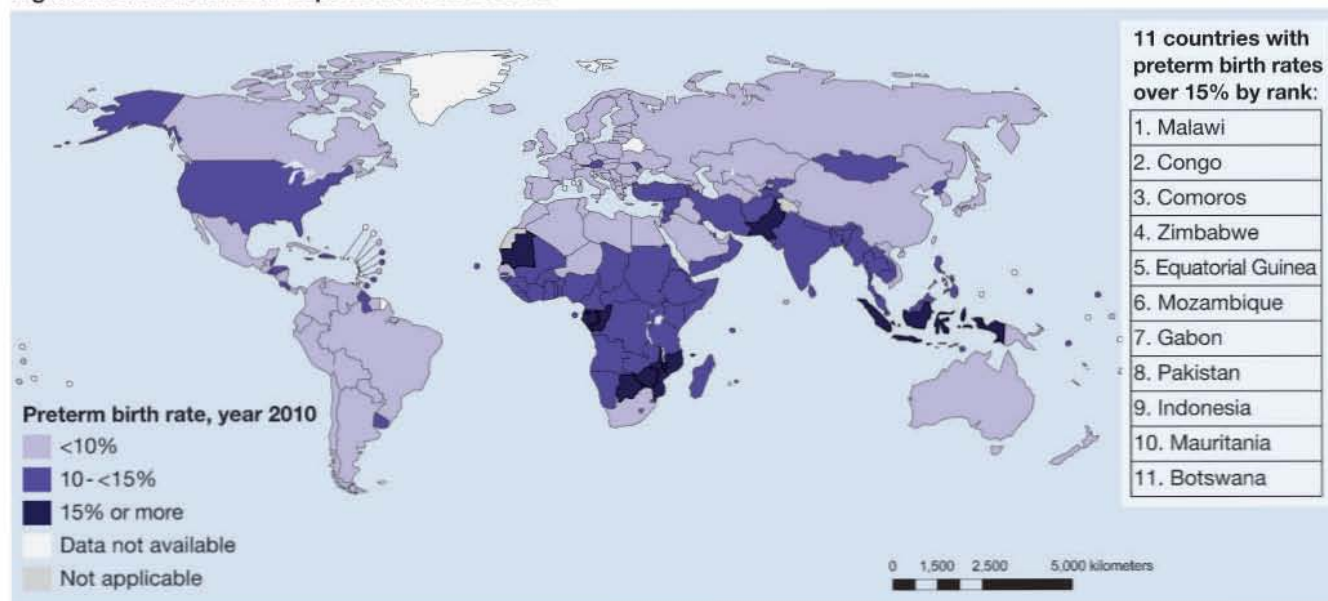 11 countries with
preterm birth rates
over 15% by rank:
1. Malawi
2. Congo
3. Comoros
4. Zimbabwe
5. Equatorial Guinea
6. Mozambique
7. Gabon
8. Pakistan
9. Indonesia
10. Mauritania
11. Botswana
Preterm birth rate, year 2010
<10%
10-<15%
15% or more
Data not available
Not applicable
0 1,500 2,500 5,000 kilometers